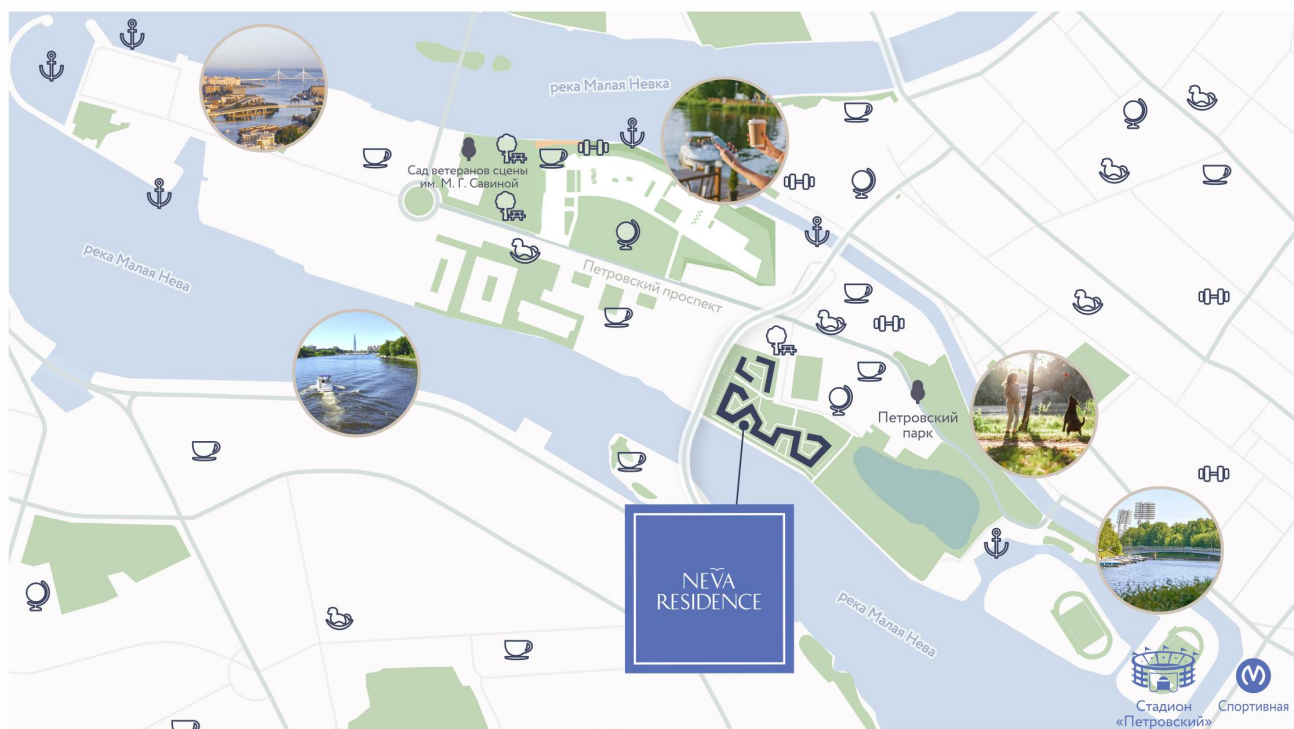 река Малая Невка
Сад ветеранов сцены
им. М. Г. Савиной
река Малая Нева
Петровский проспект
Петровский
парк
NEVA
RESIDENCE
река Малая Нева
Стадион
«Петровский»
Спортивная